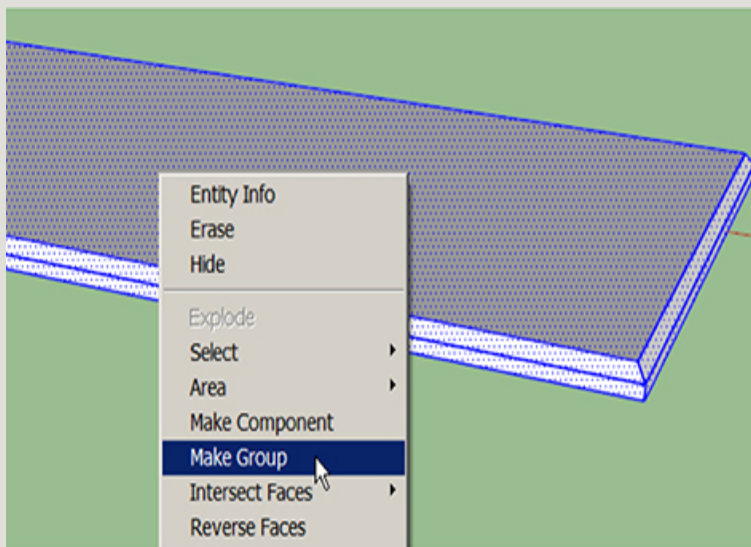 Entity Info
Erase
Hide
Explode
Select
Area
Make Component
Make Group
Intersect Faces
Reverse Faces